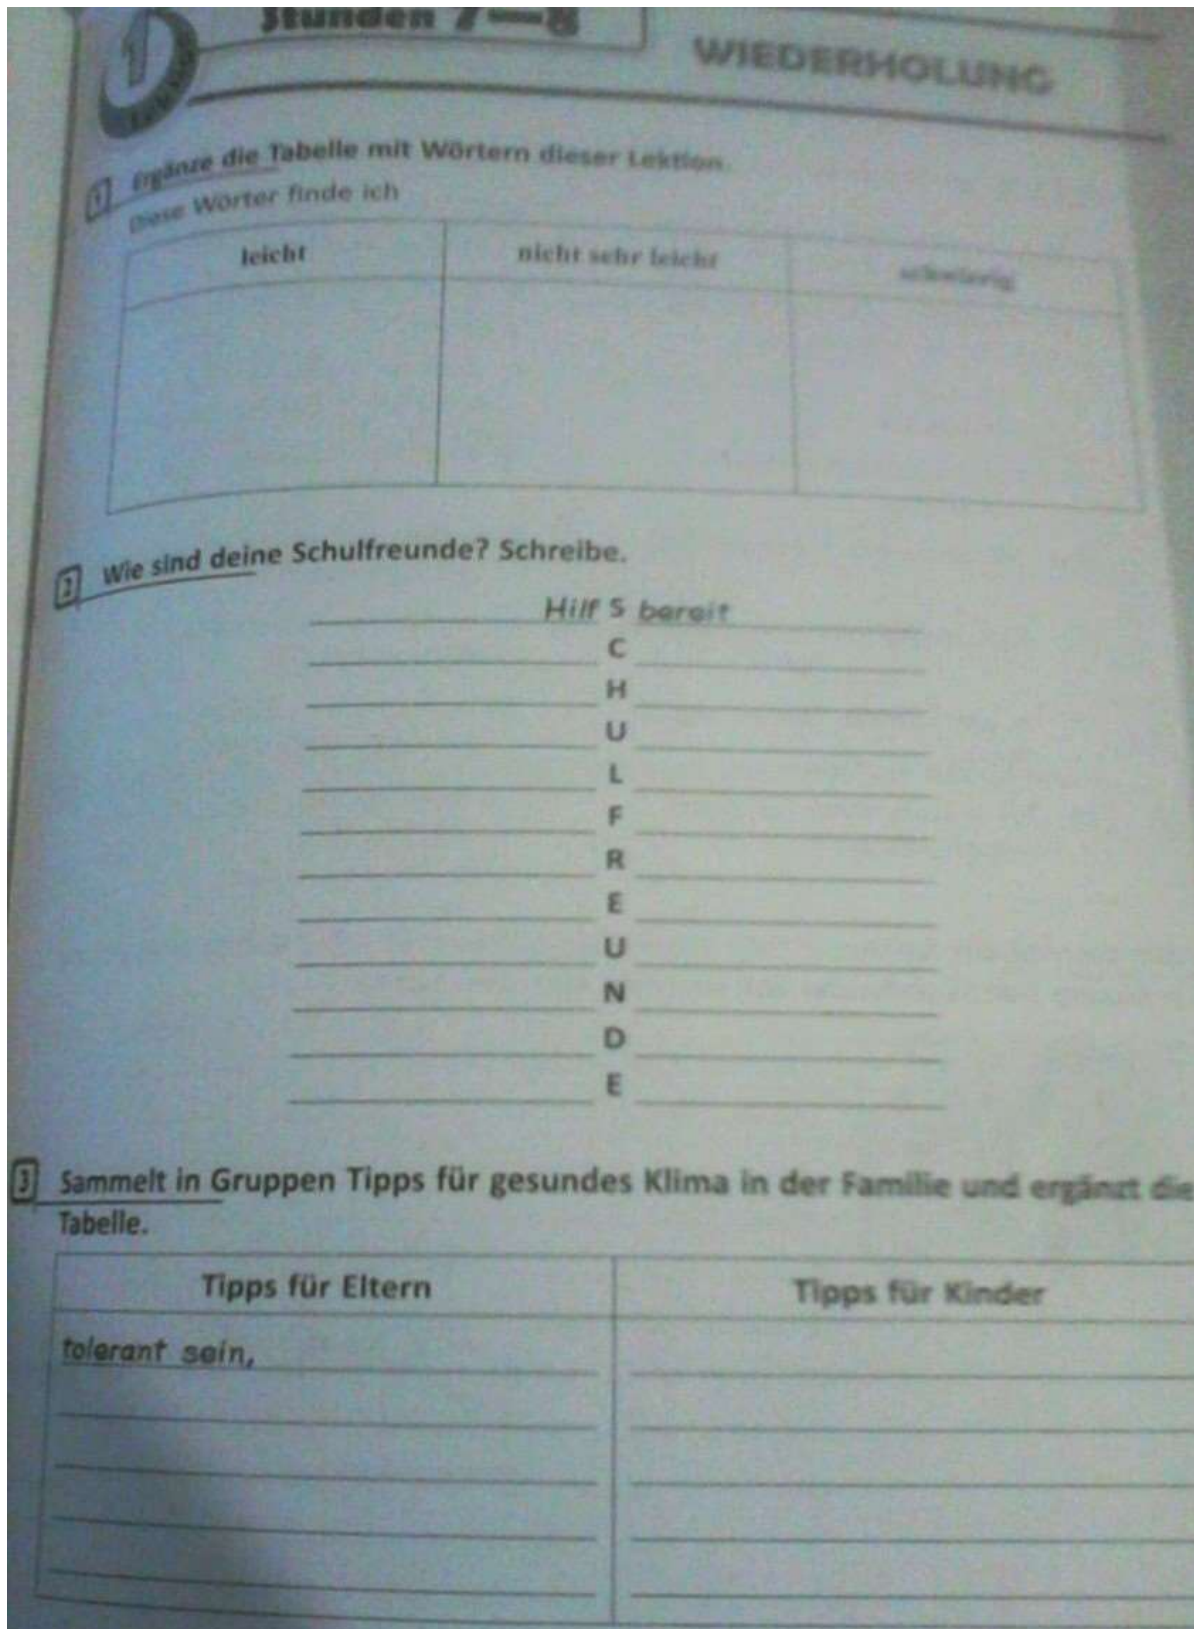 1
Stunden 7—8
WIEDERHOLUNG
1 Ergänze die Tabelle mit Wörtern dieser Lektion.
Diese Wörter finde ich
leicht nicht sehr leicht schwierig
2 Wie sind deine Schulfreunde? Schreibe.
Hilf S bereit
C
H
U
L
F
R
E
U
N
D
E
3 Sammelt in Gruppen Tipps für gesundes Klima in der Familie und ergänzt die
Tabelle.
Tipps für Eltern Tipps für Kinder
tolerant sein,